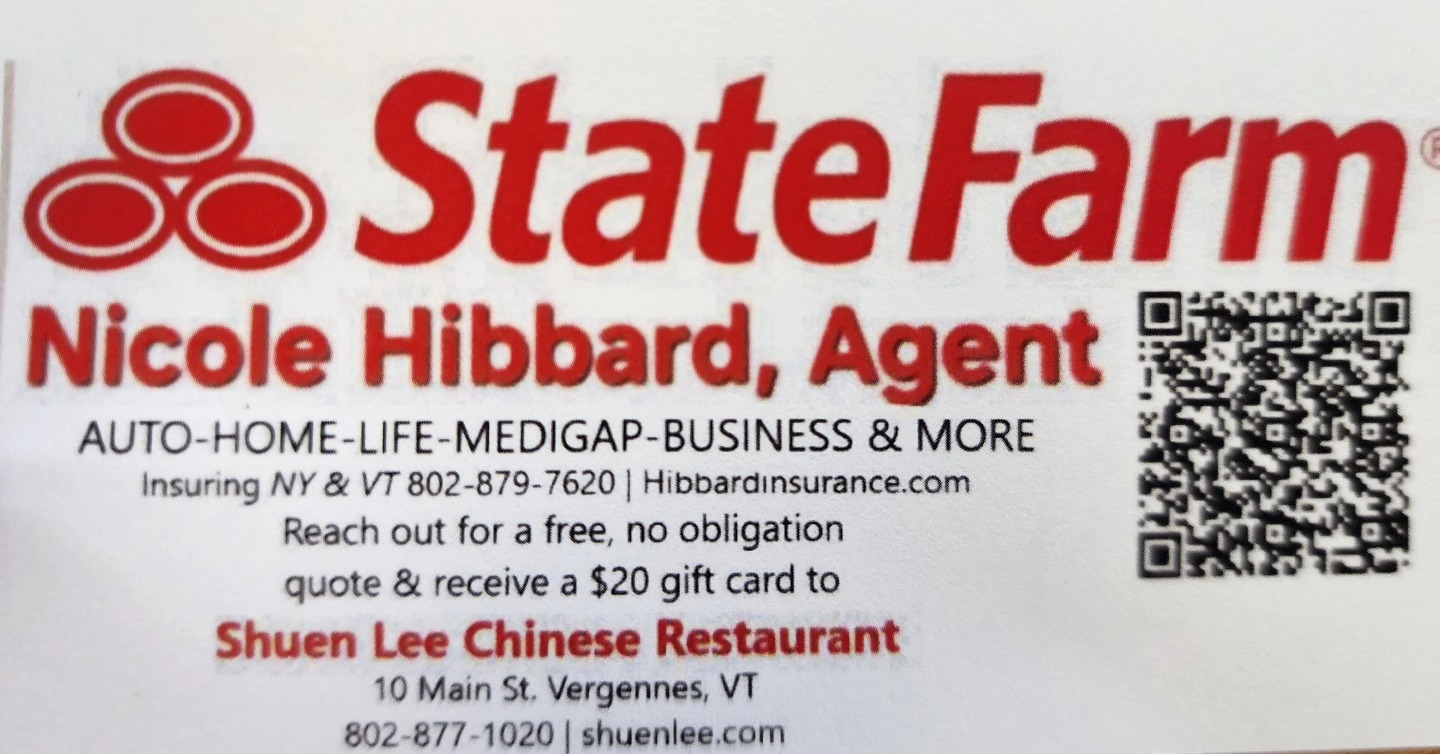 State Farm®
Nicole Hibbard, Agent
AUTO-HOME-LIFE-MEDIGAP-BUSINESS & MORE
Insuring NY & VT 802-879-7620 | Hibbardinsurance.com
Reach out for a free, no obligation
quote & receive a $20 gift card to
Shuen Lee Chinese Restaurant
10 Main St. Vergennes, VT
802-877-1020 | shuenlee.com